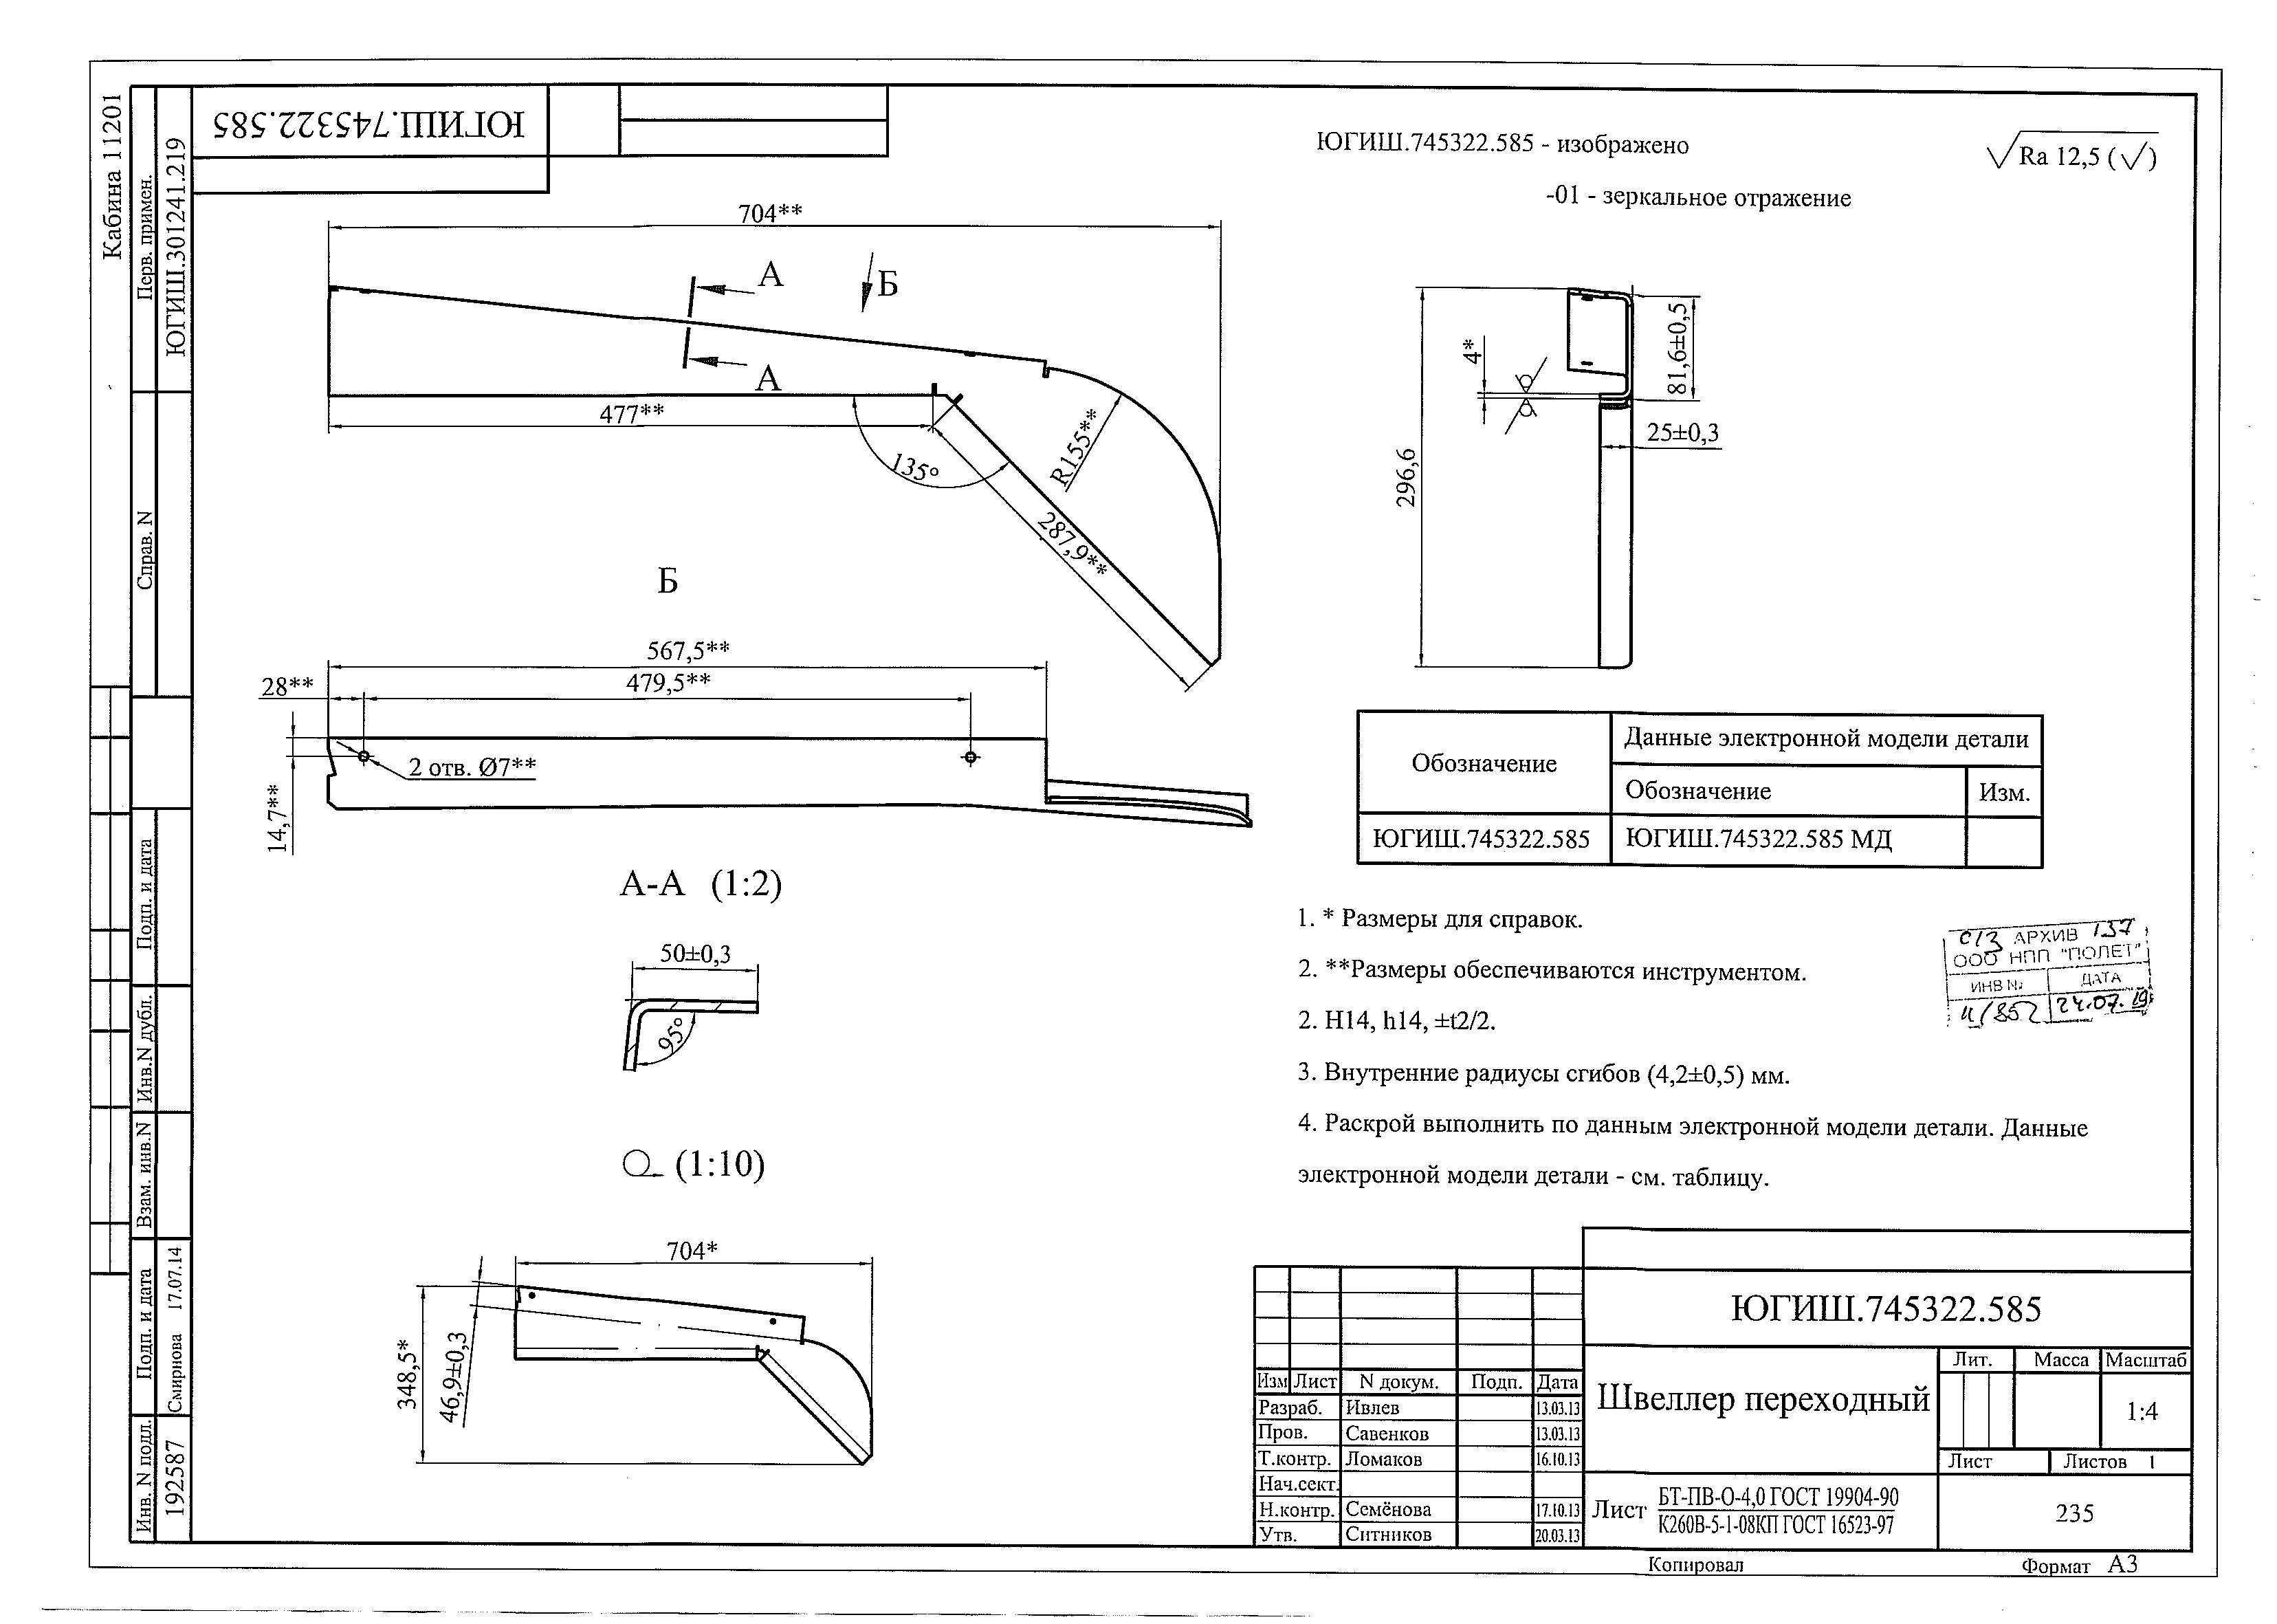 Кабина 11201
Перв. примен.
ЮГИШ.301241.219
Справ. N
Подп. и дата
Инв.N дубл.
Взам. инв.N
Подп. и дата
Смирнова 17.07.14
Инв. N подл.
192587
ЮГИШ.745322.585
ЮГИШ.745322.585 - изображено
-01 - зеркальное отражение
Ra 12,5 (√)
704**
А
Б
А
477**
135°
R155**
287,9**
4*
81,6±0,5
25±0,3
296,6
Б
567,5**
28**
479,5**
2 отв. Ø7**
14,7**
А-А (1:2)
50±0,3
95°
(1:10)
704*
348,5*
46,9±0,3
Обозначение
Данные электронной модели детали
Обозначение
Изм.
ЮГИШ.745322.585
ЮГИШ.745322.585 МД
1. * Размеры для справок.
2. **Размеры обеспечиваются инструментом.
2. H14, h14, ±t2/2.
3. Внутренние радиусы сгибов (4,2±0,5) мм.
4. Раскрой выполнить по данным электронной модели детали. Данные
электронной модели детали - см. таблицу.
АРХИВ 137
ООО НПП "ПОЛЕТ"
ИНВ № ДАТА
24.07.19
ЮГИШ.745322.585
Изм Лист N докум. Подп. Дата
Разраб. Ивлев 13.03.13
Пров. Савенков 13.03.13
Т.контр. Ломаков 16.10.13
Нач.сект.
Н.контр. Семёнова 17.10.13
Утв. Ситников 20.03.13
Швеллер переходный
Лит. Масса Масштаб
1:4
Лист Листов 1
Лист БТ-ПВ-О-4,0 ГОСТ 19904-90
К260В-5-1-08КП ГОСТ 16523-97
235
Копировал Формат А3